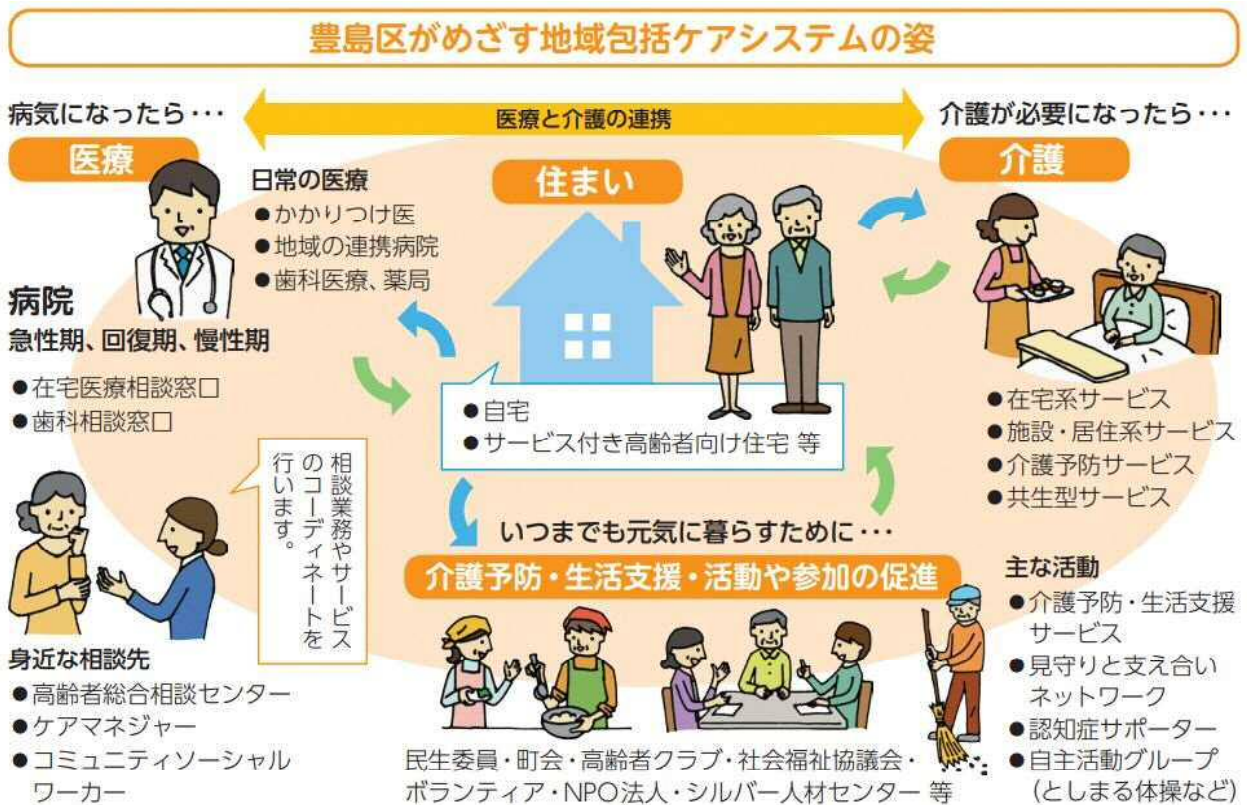 豊島区がめざす地域包括ケアシステムの姿
病気になったら・・・
医療と介護の連携
介護が必要になったら・・・
医療
日常の医療
●かかりつけ医
●地域の連携病院
●歯科医療、薬局
住まい
介護
病院
急性期、回復期、慢性期
●在宅医療相談窓口
●歯科相談窓口
●自宅
●サービス付き高齢者向け住宅 等
●在宅系サービス
●施設・居住系サービス
●介護予防サービス
●共生型サービス
相談業務やサービス
のコーディネートを
行います。
いつまでも元気に暮らすために・・・
介護予防・生活支援・活動や参加の促進
身近な相談先
●高齢者総合相談センター
●ケアマネジャー
●コミュニティソーシャル
ワーカー
民生委員・町会・高齢者クラブ・社会福祉協議会・
ボランティア・NPO法人・シルバー人材センター 等
主な活動
●介護予防・生活支援
サービス
●見守りと支え合い
ネットワーク
●認知症サポーター
●自主活動グループ
（としまる体操など）